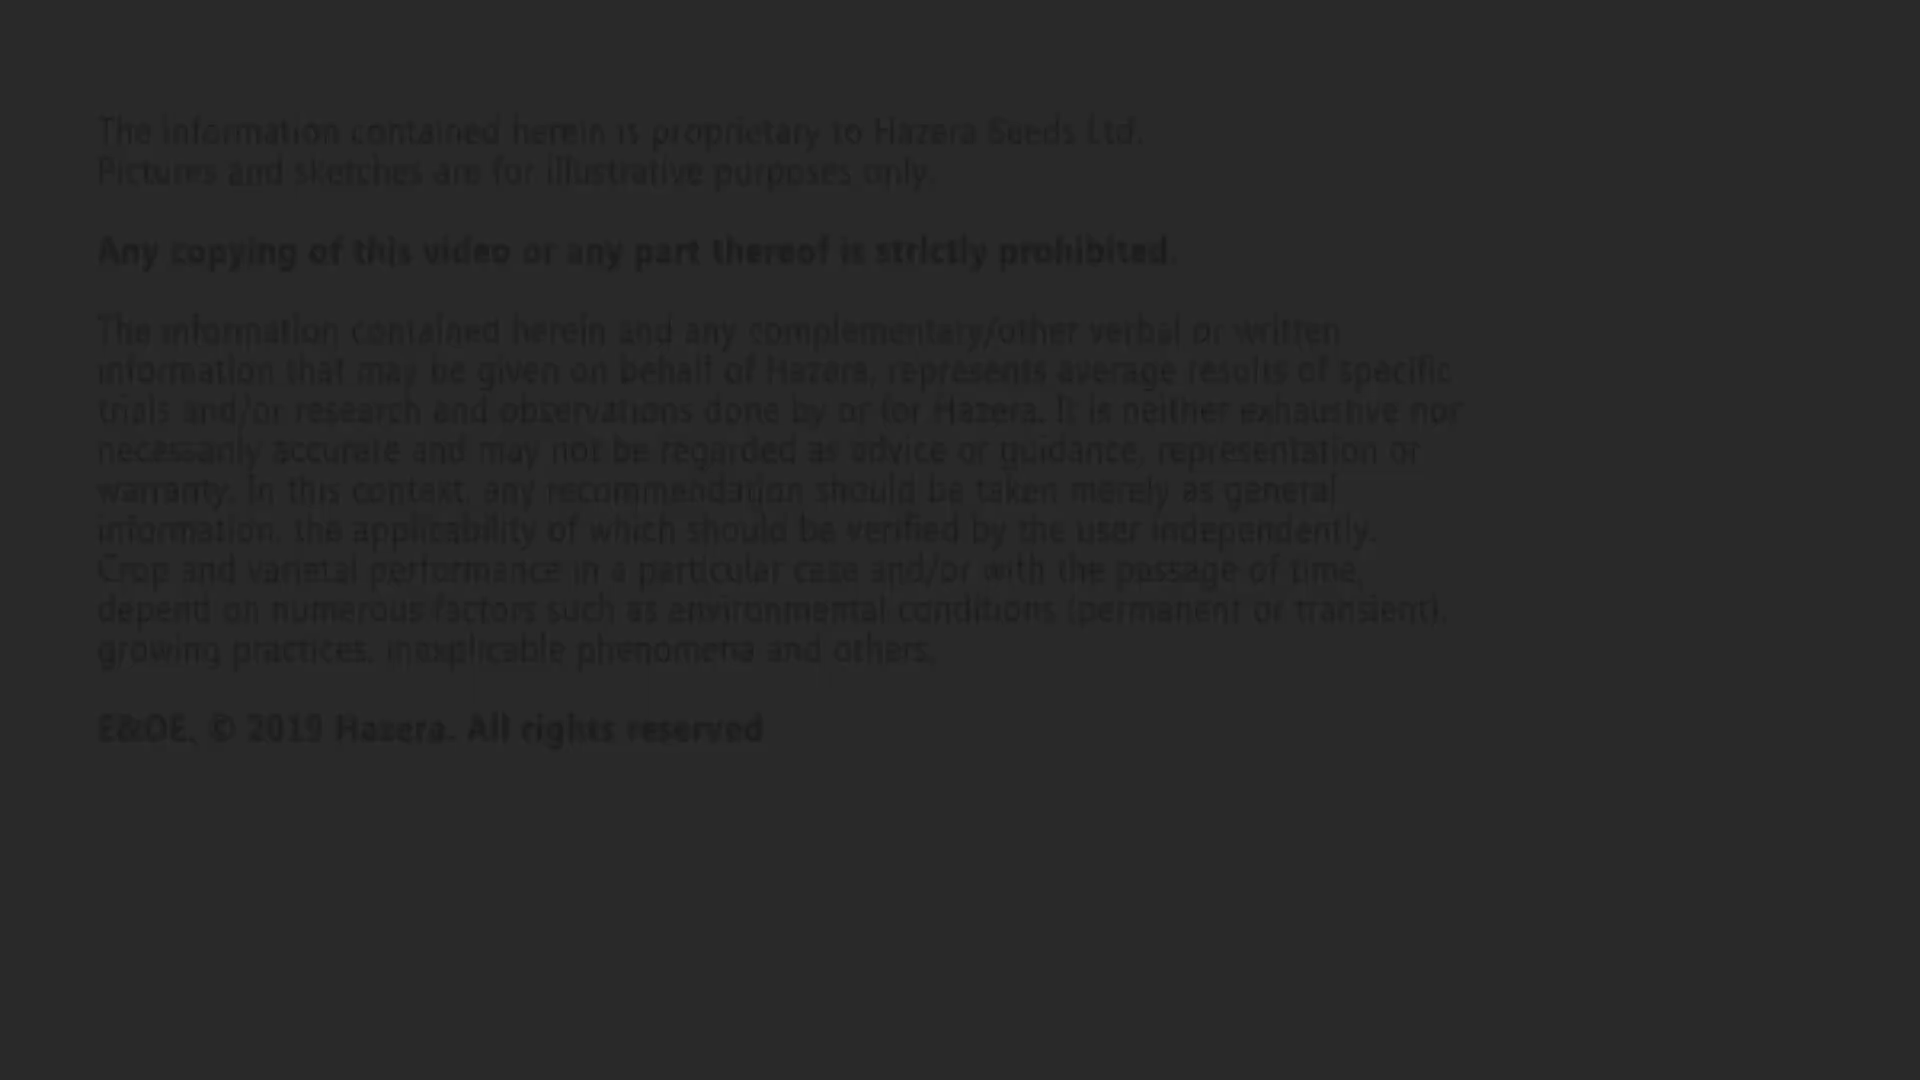 The information contained herein is proprietary to Hazera Seeds Ltd.
Pictures and sketches are for illustrative purposes only.
Any copying of this video or any part thereof is strictly prohibited.
The information contained herein and any complementary/other verbal or written
information that may be given on behalf of Hazera, represents average results of specific
trials and/or research and observations done by or for Hazera. It is neither exhaustive nor
necessarily accurate and may not be regarded as advice or guidance, representation or
warranty. In this context, any recommendation should be taken merely as general
information, the applicability of which should be verified by the user independently.
Crop and varietal performance in a particular case and/or with the passage of time,
depend on numerous factors such as environmental conditions (permanent or transient),
growing practices, inexplicable phenomena and others.
E&OE, © 2019 Hazera. All rights reserved